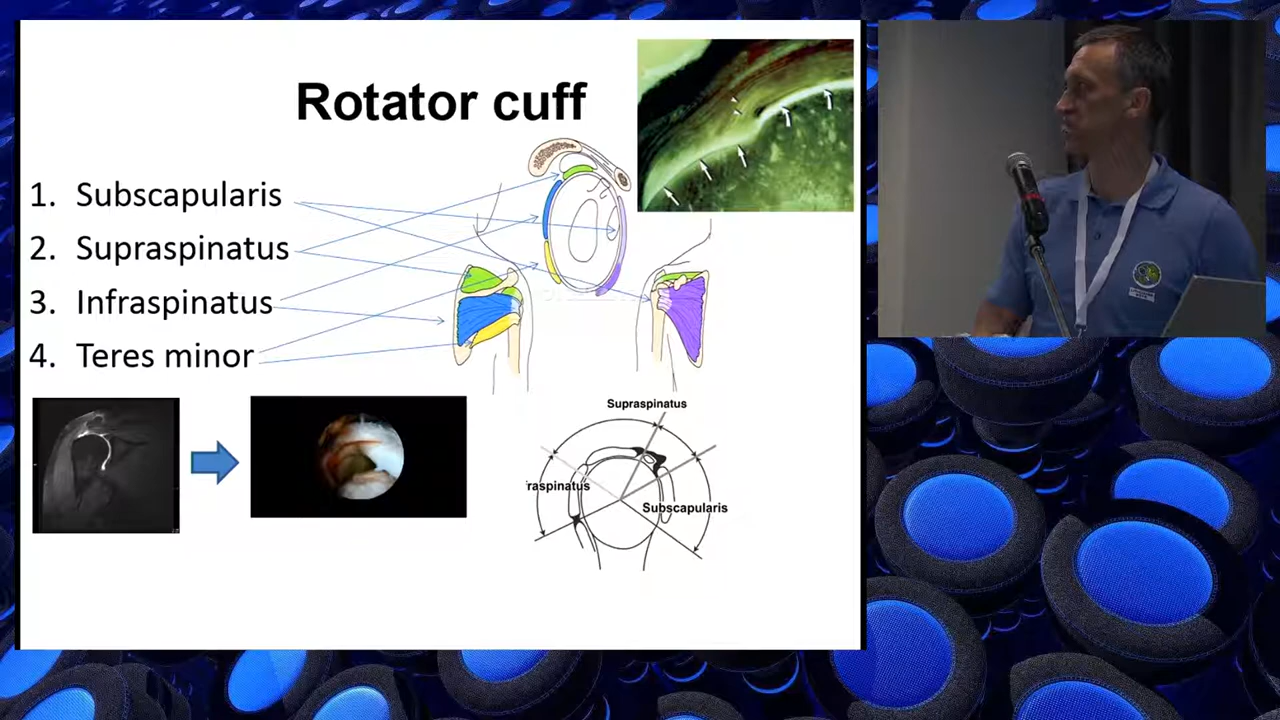 Rotator cuff
1. Subscapularis
2. Supraspinatus
3. Infraspinatus
4. Teres minor
Supraspinatus
raspinatus
Subscapularis